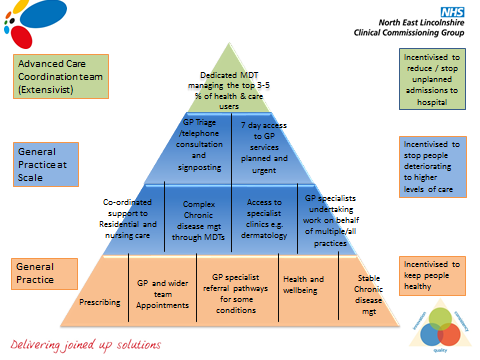 NHS
North East Lincolnshire
Clinical Commissioning Group
Advanced Care
Coordination team
(Extensivist)
Dedicated MDT
managing the top 3-5
% of health & care
users
Incentivised to
reduce / stop
unplanned
admissions to
hospital
General
Practice at
Scale
GP Triage
/telephone
consultation
and
signposting
7 day access
to GP
services
planned and
urgent
Incentivised to
stop people
deteriorating
to higher
levels of care
Co-ordinated
support to
Residential and
nursing care
Complex
Chronic
disease mgt
through MDTs
Access to
specialist
clinics e.g.
dermatology
GP specialists
undertaking
work on behalf
of multiple/all
practices
General
Practice
Prescribing
GP and wider
team
Appointments
GP specialist
referral pathways
for some
conditions
Health and
wellbeing
Stable
Chronic
disease
mgt
Incentivised to
keep people
healthy
Delivering joined up solutions
quality